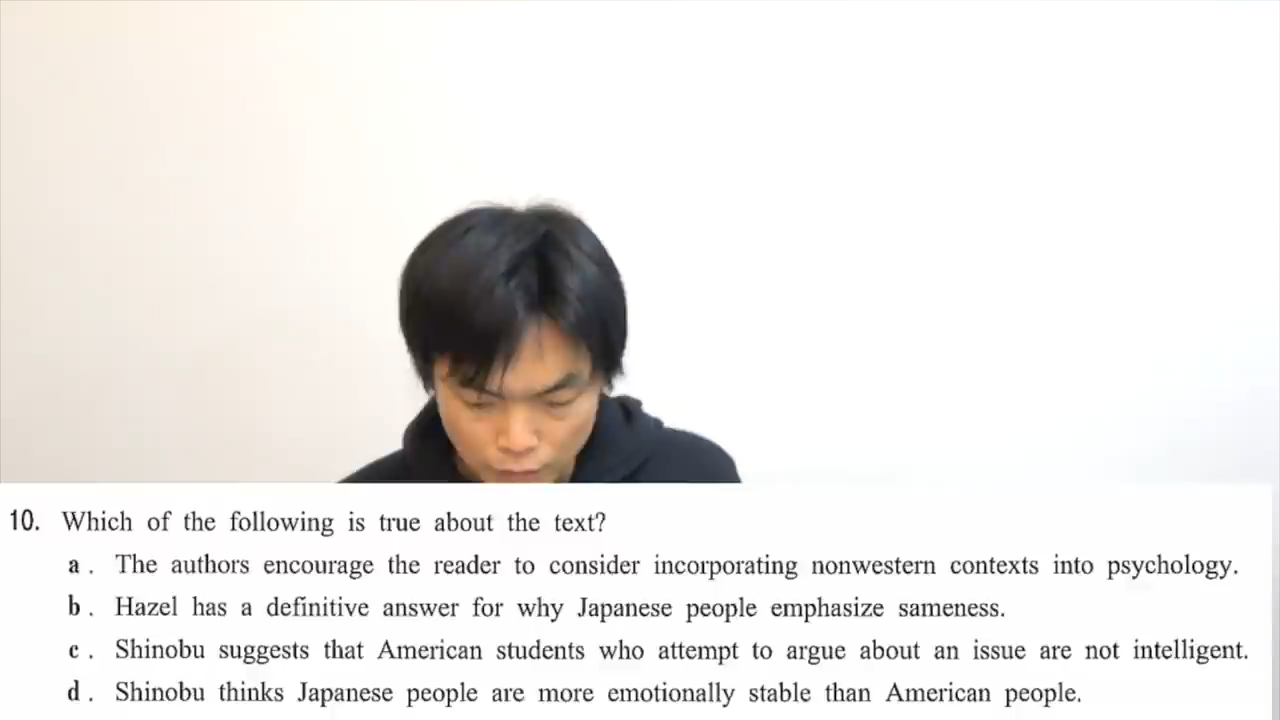 10. Which of the following is true about the text?
a . The authors encourage the reader to consider incorporating nonwestern contexts into psychology.
b . Hazel has a definitive answer for why Japanese people emphasize sameness.
c . Shinobu suggests that American students who attempt to argue about an issue are not intelligent.
d . Shinobu thinks Japanese people are more emotionally stable than American people.